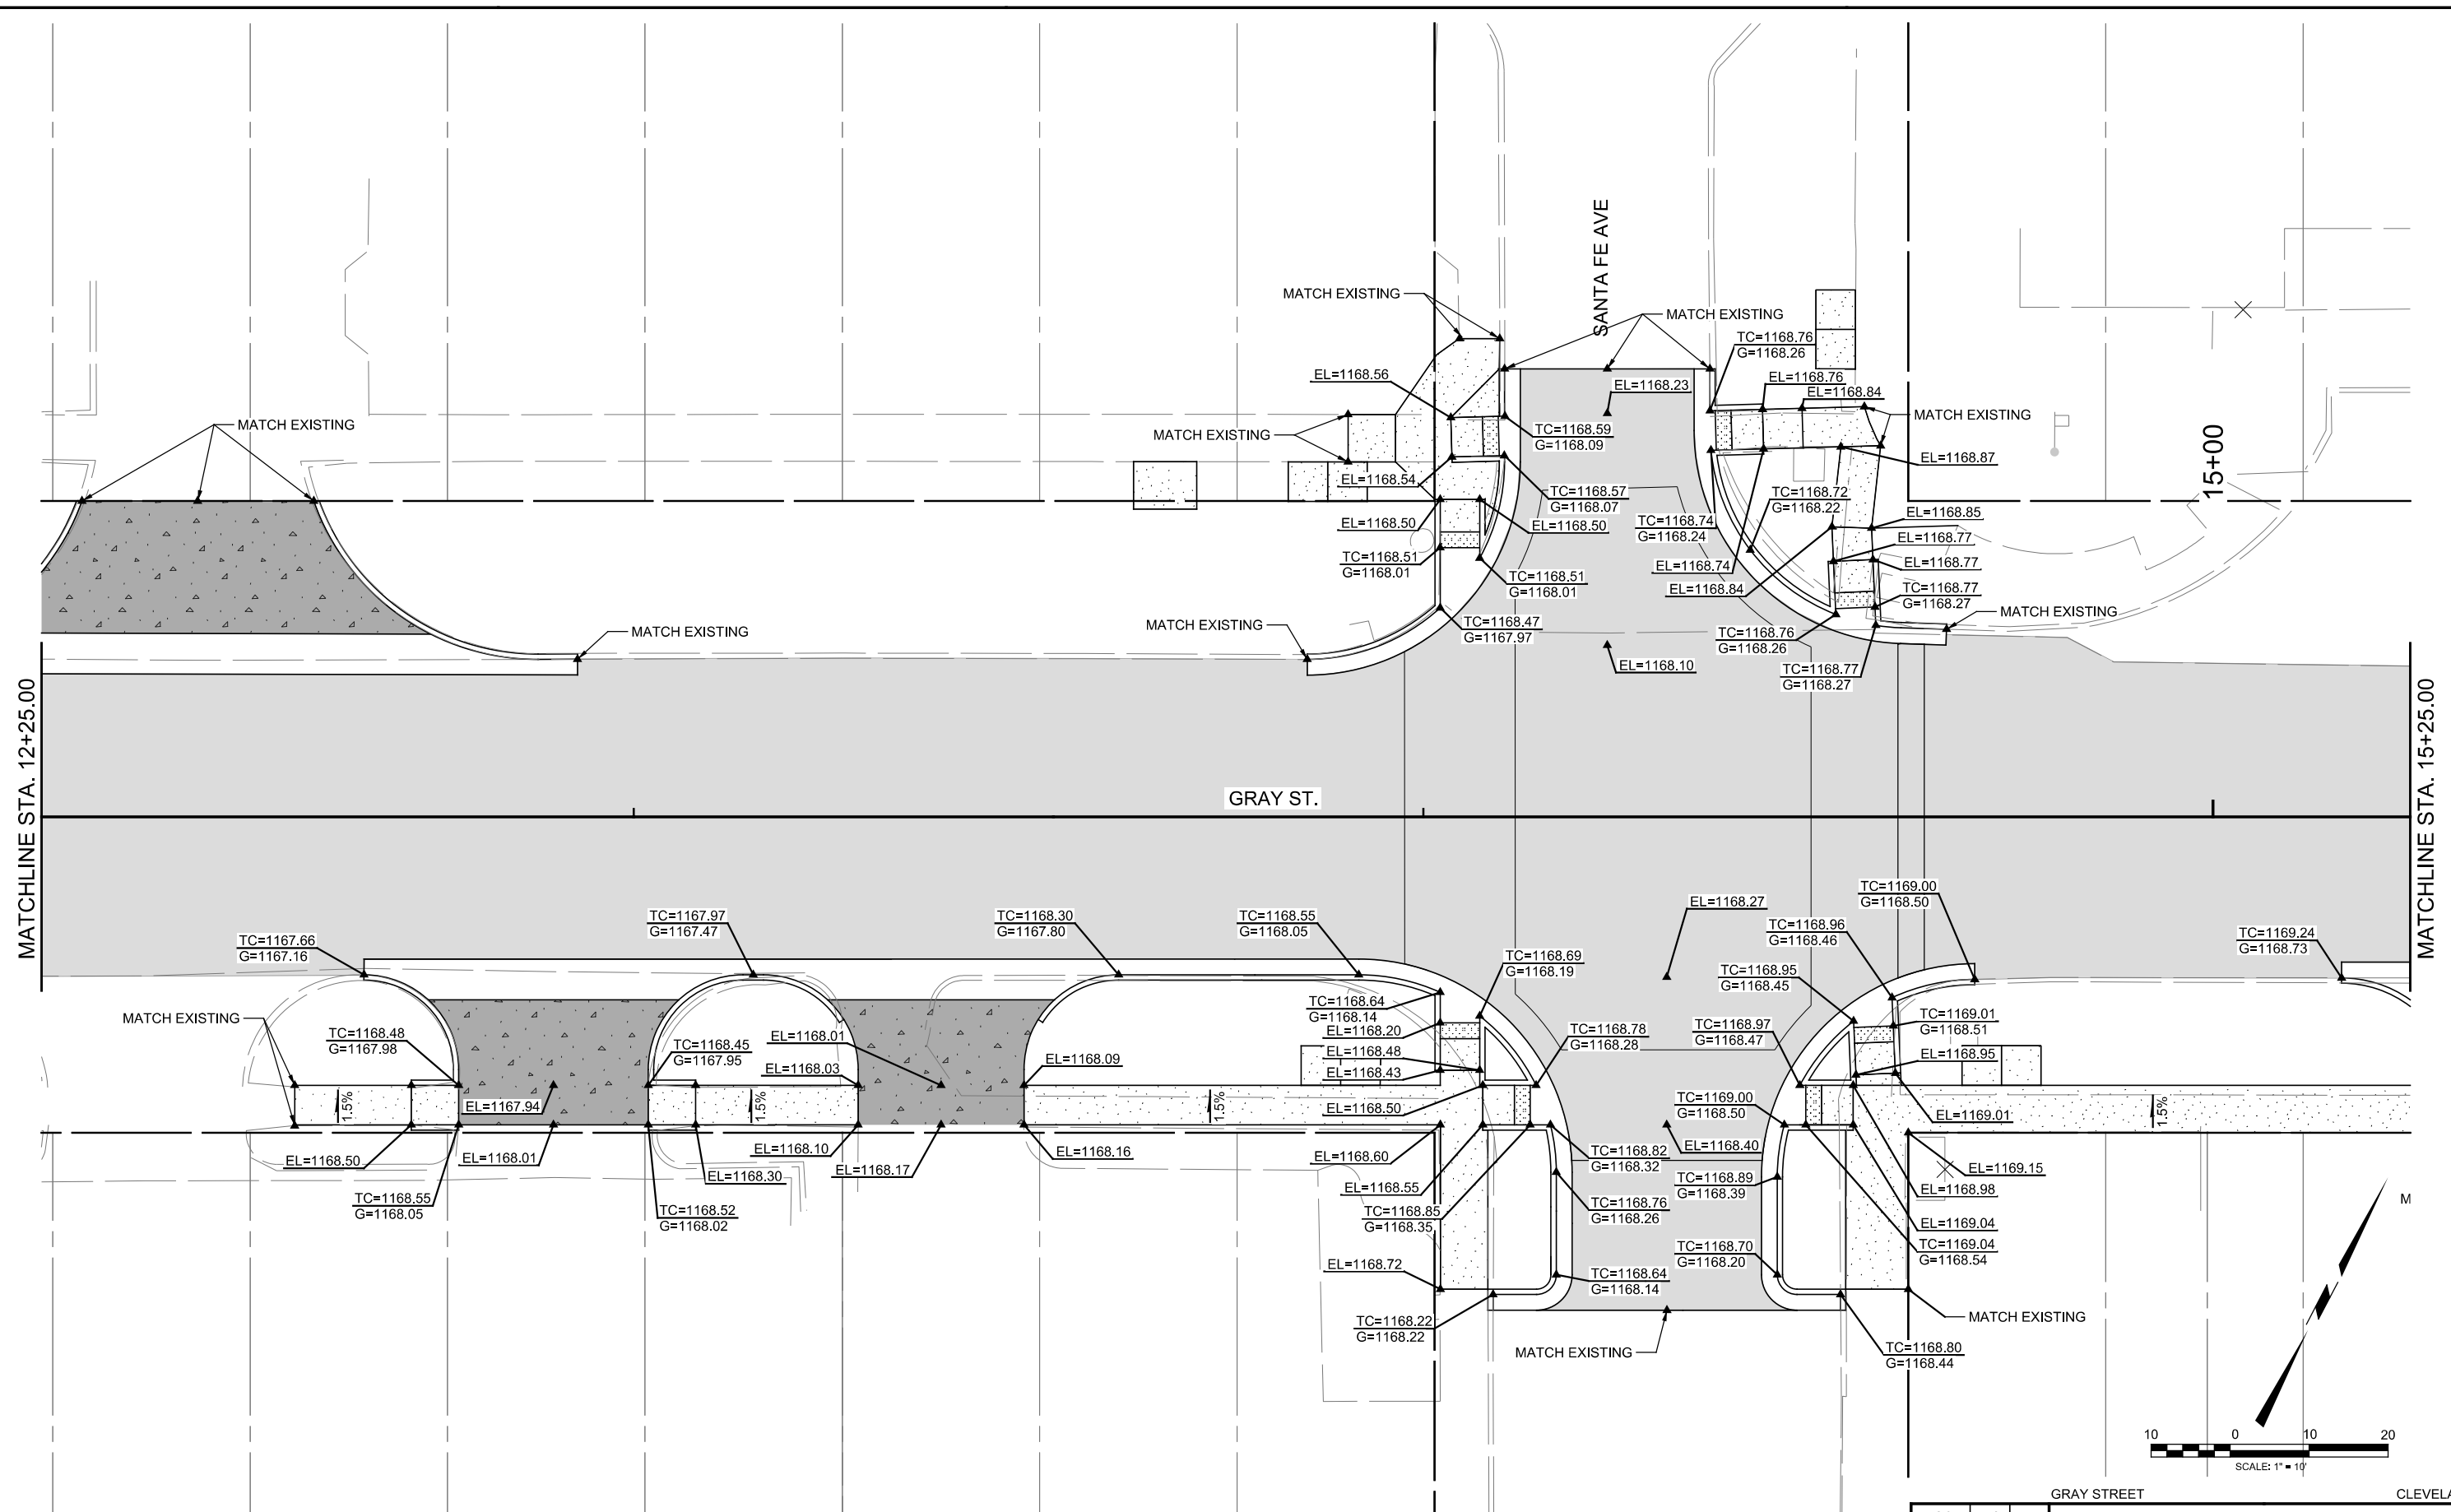 SANTA FE AVE
MATCH EXISTING
MATCH EXISTING
TC=1168.76
G=1168.26
EL=1168.56
EL=1168.23
EL=1168.76
EL=1168.84
MATCH EXISTING
MATCH EXISTING
MATCH EXISTING
TC=1168.59
G=1168.09
15+00
EL=1168.87
EL=1168.54
TC=1168.57
G=1168.07
TC=1168.72
G=1168.22
EL=1168.50
EL=1168.50
TC=1168.74
G=1168.24
EL=1168.85
EL=1168.77
TC=1168.51
G=1168.01
EL=1168.74
EL=1168.77
TC=1168.51
G=1168.01
EL=1168.84
TC=1168.77
G=1168.27
MATCH EXISTING
MATCH EXISTING
MATCH EXISTING
TC=1168.47
G=1167.97
TC=1168.76
G=1168.26
EL=1168.10
TC=1168.77
G=1168.27
MATCHLINE STA. 12+25.00
MATCHLINE STA. 15+25.00
GRAY ST.
TC=1167.66
G=1167.16
TC=1167.97
G=1167.47
TC=1168.30
G=1167.80
TC=1168.55
G=1168.05
EL=1168.27
TC=1169.00
G=1168.50
TC=1168.96
G=1168.46
TC=1169.24
G=1168.73
TC=1168.69
G=1168.19
TC=1168.95
G=1168.45
MATCH EXISTING
TC=1168.64
G=1168.14
TC=1168.48
G=1167.98
TC=1168.45
G=1167.95
EL=1168.01
EL=1168.20
TC=1168.78
G=1168.28
TC=1168.97
G=1168.47
TC=1169.01
G=1168.51
EL=1168.03
EL=1168.09
EL=1168.48
EL=1168.43
EL=1168.95
1.5%
EL=1167.94
1.5%
1.5%
EL=1168.50
TC=1169.00
G=1168.50
EL=1169.01
1.5%
EL=1168.50
EL=1168.01
EL=1168.10
EL=1168.17
EL=1168.16
EL=1168.60
TC=1168.82
G=1168.32
EL=1168.40
EL=1169.15
EL=1168.30
EL=1168.55
TC=1168.89
G=1168.39
EL=1168.98
TC=1168.55
G=1168.05
TC=1168.52
G=1168.02
TC=1168.85
G=1168.35
TC=1168.76
G=1168.26
EL=1169.04
TC=1169.04
G=1168.54
EL=1168.72
TC=1168.64
G=1168.14
TC=1168.70
G=1168.20
M
TC=1168.22
G=1168.22
MATCH EXISTING
MATCH EXISTING
TC=1168.80
G=1168.44
10 0 10 20
SCALE: 1" = 10'
GRAY STREET
CLEVELA